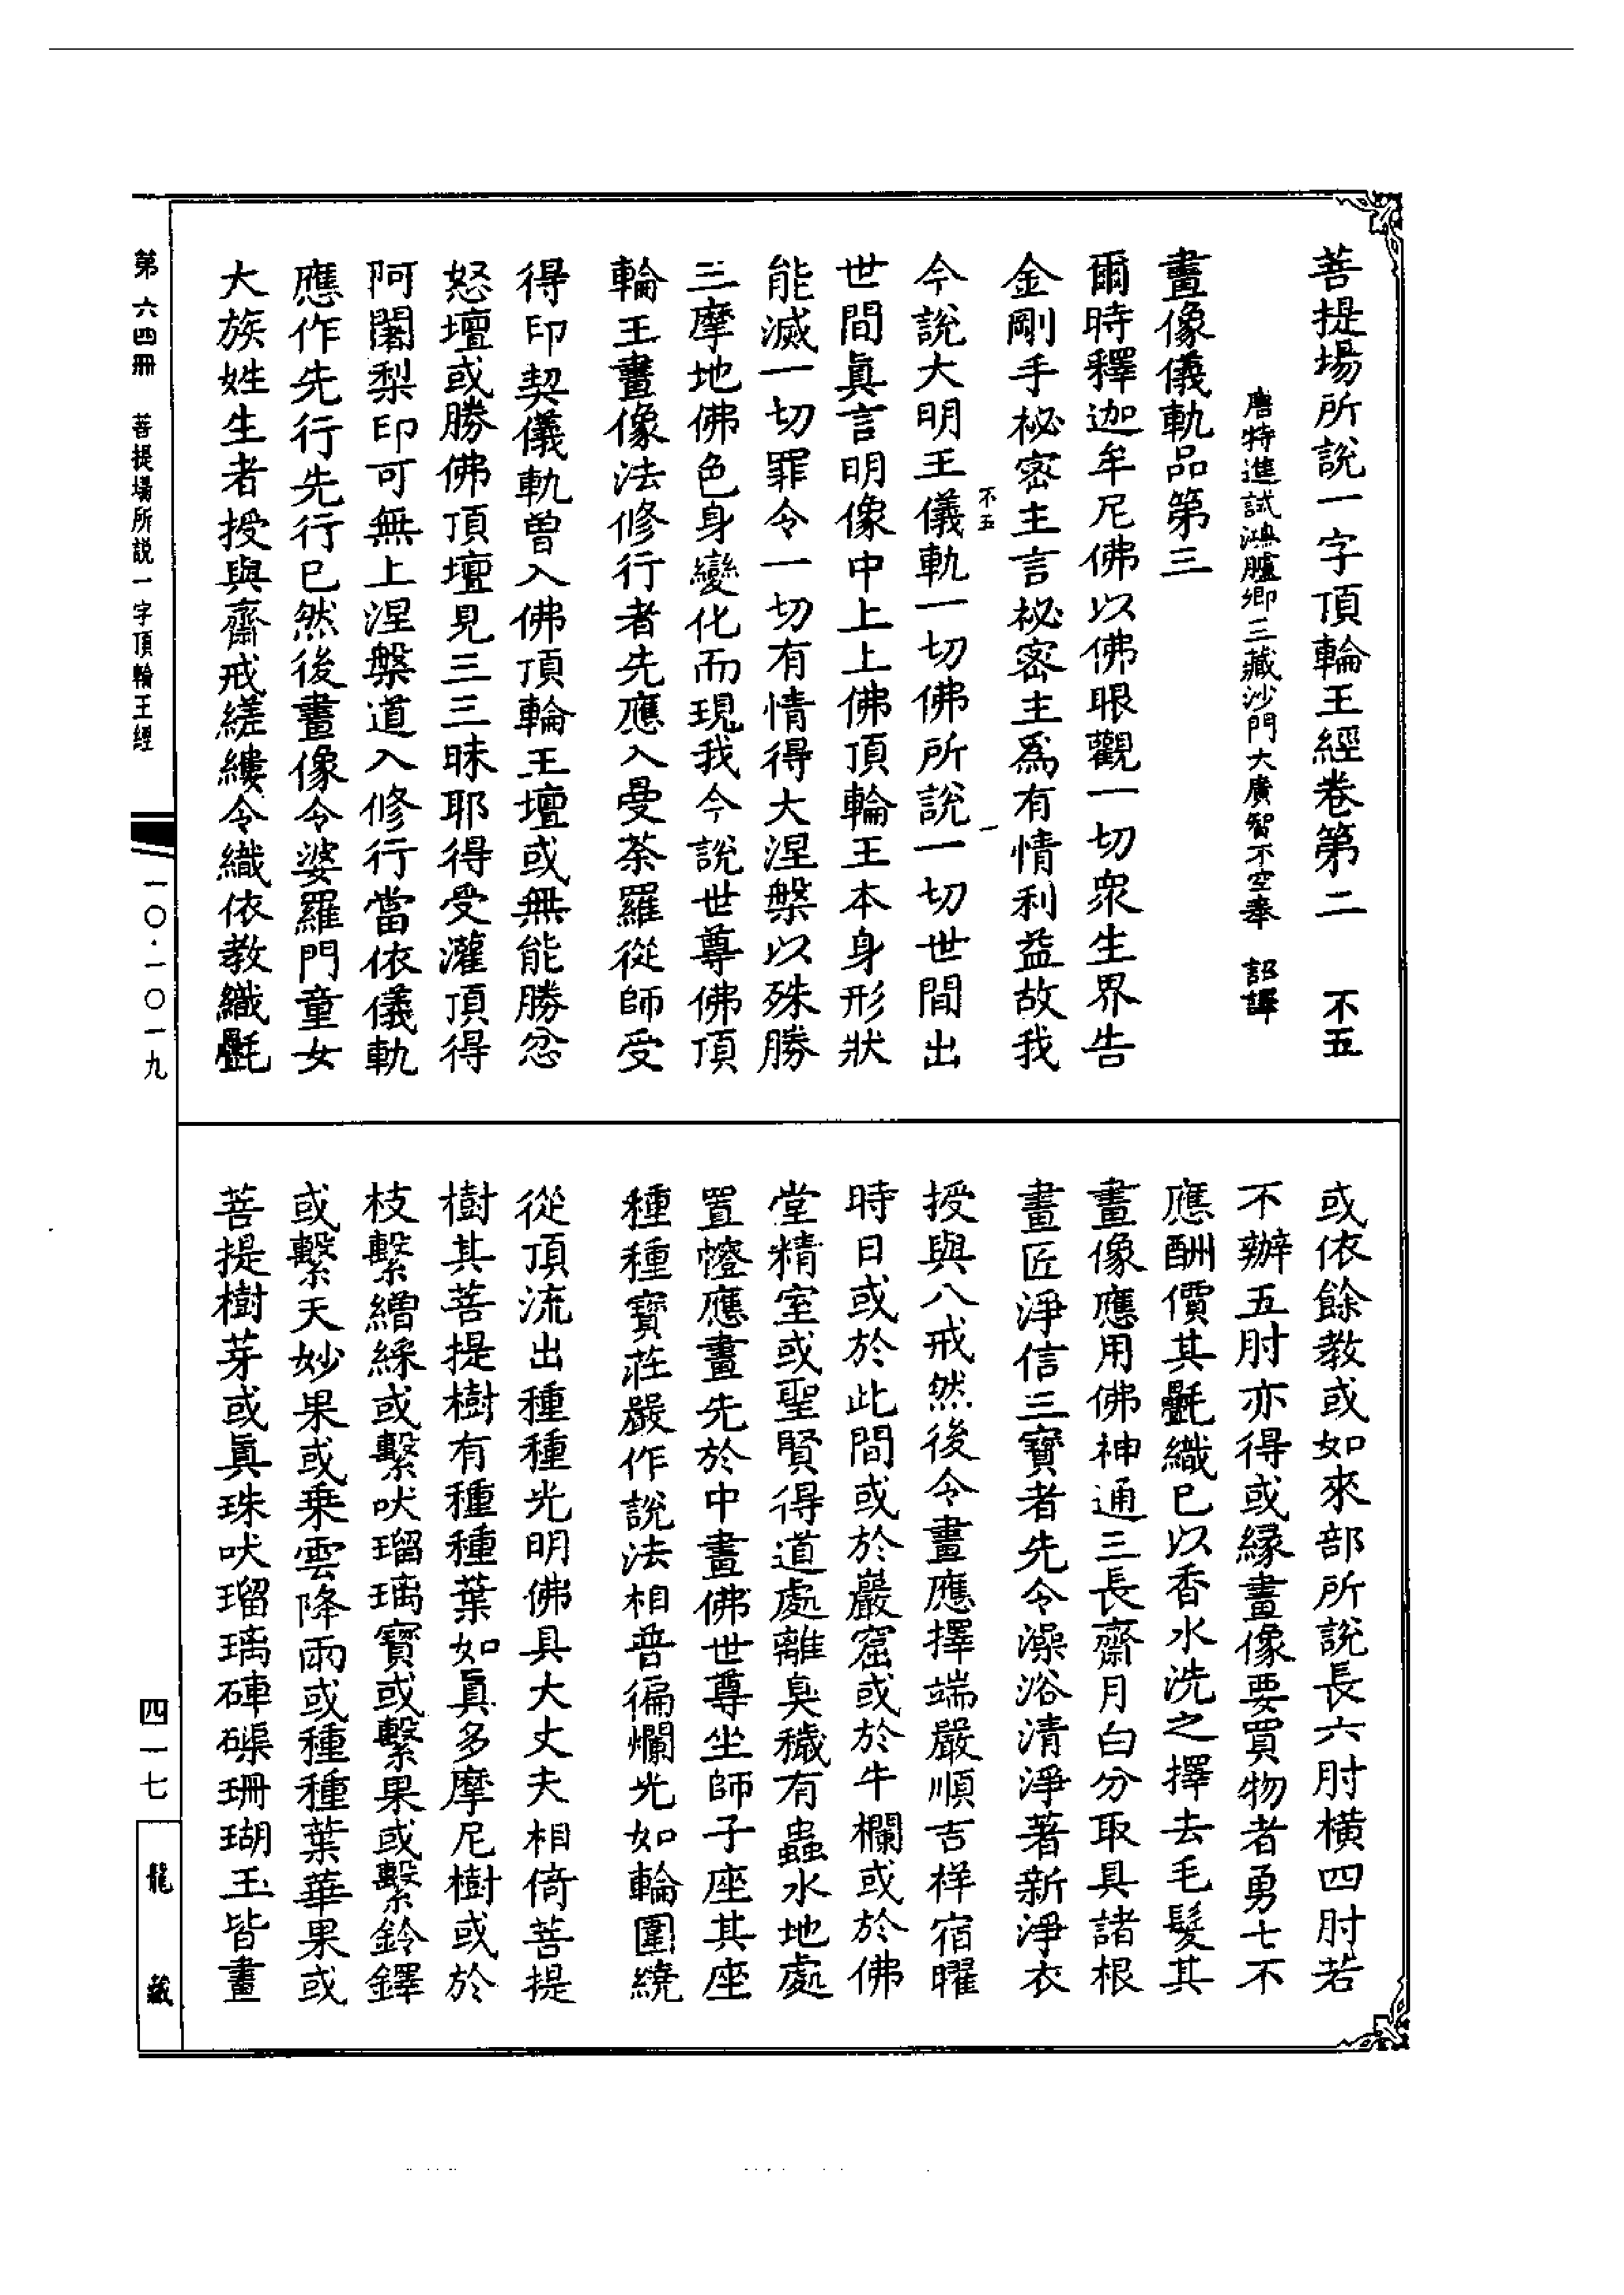 菩提場所說一字頂輪王經卷第二 不五
唐特進試鴻臚卿三藏沙門大廣智不空奉 詔譯
畫像儀軌品第三
爾時釋迦牟尼佛以佛眼觀一切衆生界告
金剛手祕密主言祕密主爲有情利益故我
不五 一
今說大明王儀軌一切佛所說一切世間出
世間眞言明像中上上佛頂輪王本身形狀
能滅一切罪令一切有情得大涅槃以殊勝
三摩地佛色身變化而現我今說世尊佛頂
輪王畫像法修行者先應入曼荼羅從師受
得印契儀軌曾入佛頂輪王壇或無能勝忿
怒壇或勝佛頂壇見三三昧耶得受灌頂得
阿闍梨印可無上涅槃道入修行當依儀軌
應作先行先行已然後畫像令婆羅門童女
大族姓生者授與齋戒縒縷令織依教織㲲
或依餘教或如來部所說長六肘橫四肘若
不辦五肘亦得或緣畫像要買物者勇七不
應酬價其㲲織已以香水洗之擇去毛髮其
畫像應用佛神通三長齋月白分取具諸根
畫匠淨信三寶者先令澡浴清淨著新淨衣
授與八戒然後令畫應擇端嚴順吉祥宿曜
時日或於此間或於巖窟或於牛欄或於佛
堂精室或聖賢得道處離臭穢有蟲水地處
置㡧應畫先於中畫佛世尊坐師子座其座
種種寶莊嚴作說法相普徧爛光如輪圍繞
從頂流出種種光明佛具大丈夫相倚菩提
樹其菩提樹有種種葉如眞多摩尼樹或於
枝繫繒綵或繫吠瑠璃寶或繫果或繫鈴鐸
或繫天妙果或乗雲降雨或種種葉華果或
菩提樹芽或眞珠吠瑠璃硨磲珊瑚玉皆畫
第六四冊 菩提場所說一字頂輪王經
一〇·一〇一九
四一七
龍藏